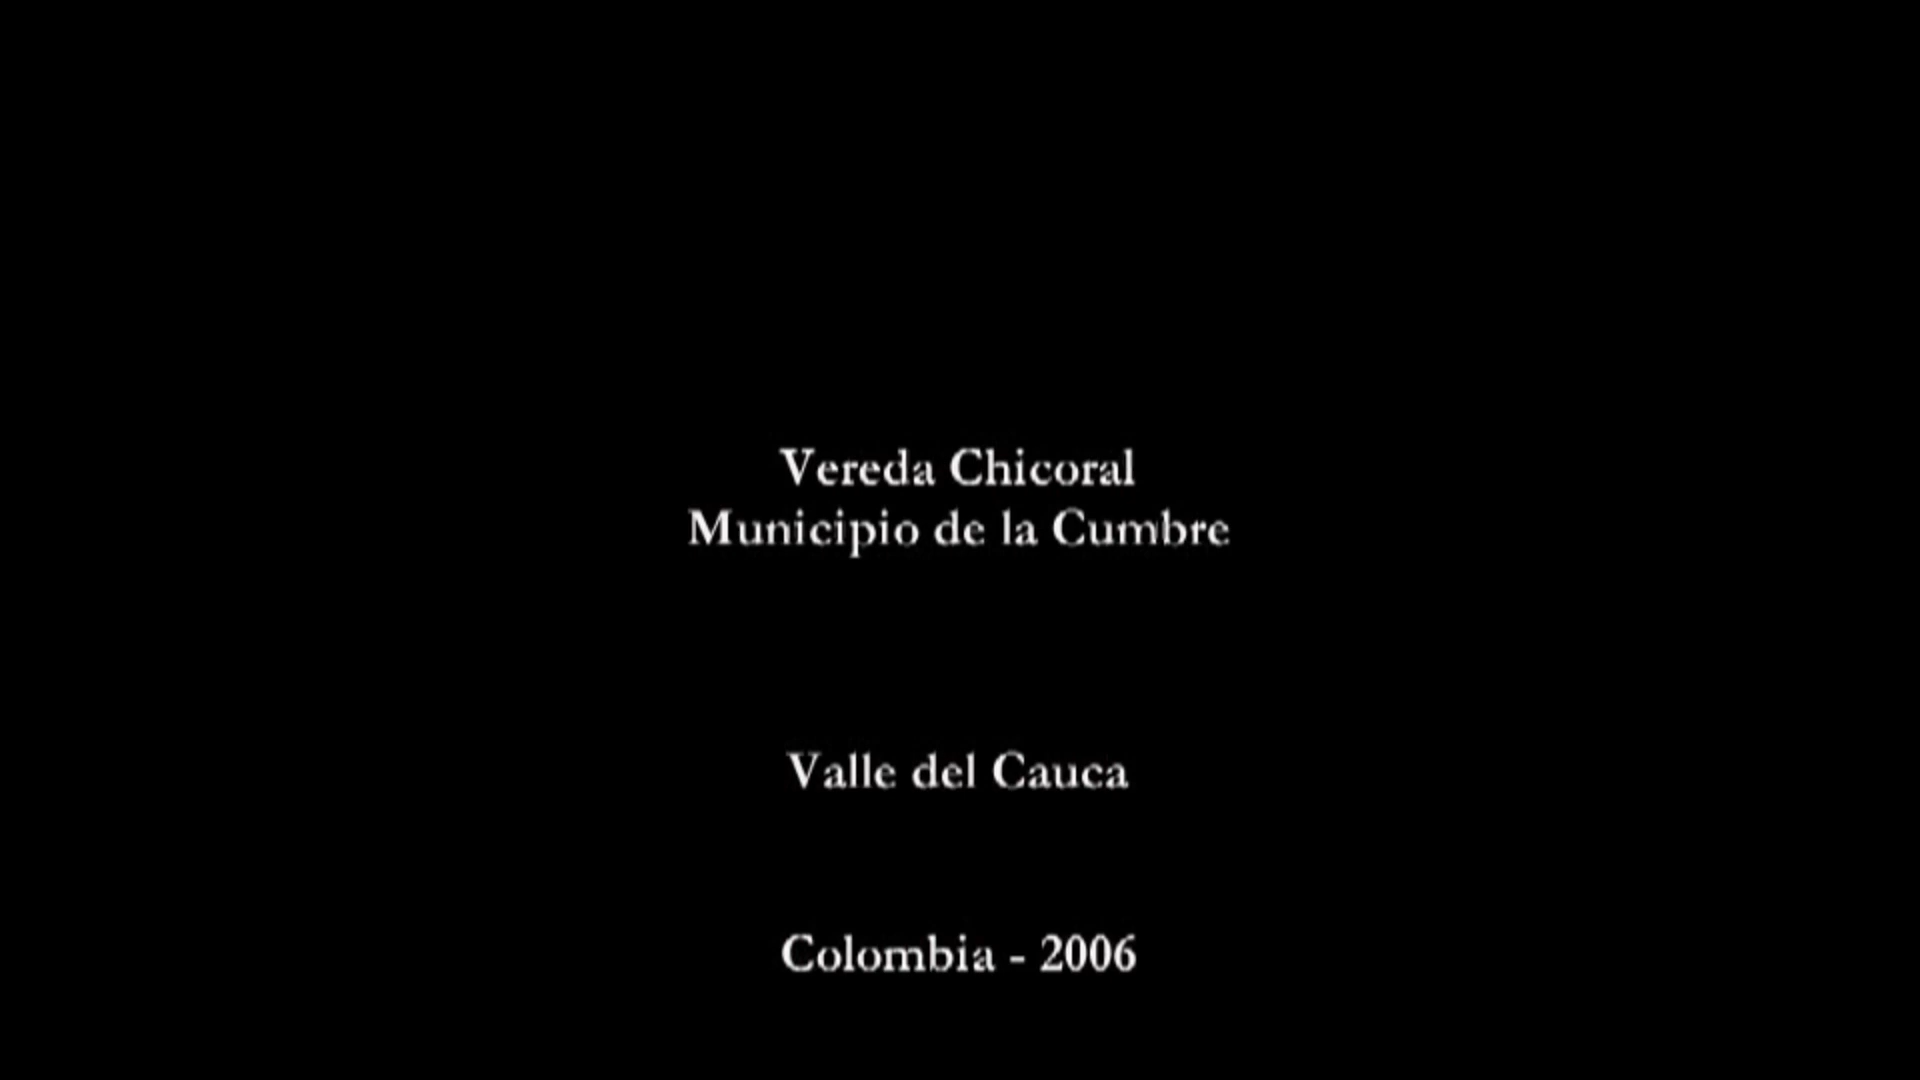 Vereda Chicoral
Municipio de la Cumbre
Valle del Cauca
Colombia - 2006